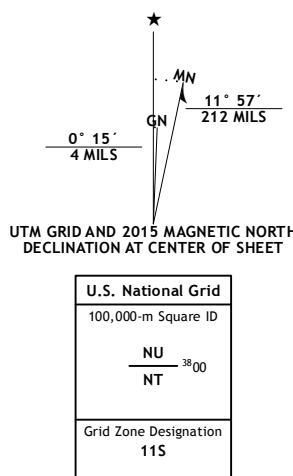 ★
MN
GN
11° 57´
212 MILS
0° 15´
4 MILS
UTM GRID AND 2015 MAGNETIC NORTH
DECLINATION AT CENTER OF SHEET
U.S. National Grid
100,000-m Square ID
NU
3800
NT
Grid Zone Designation
11S